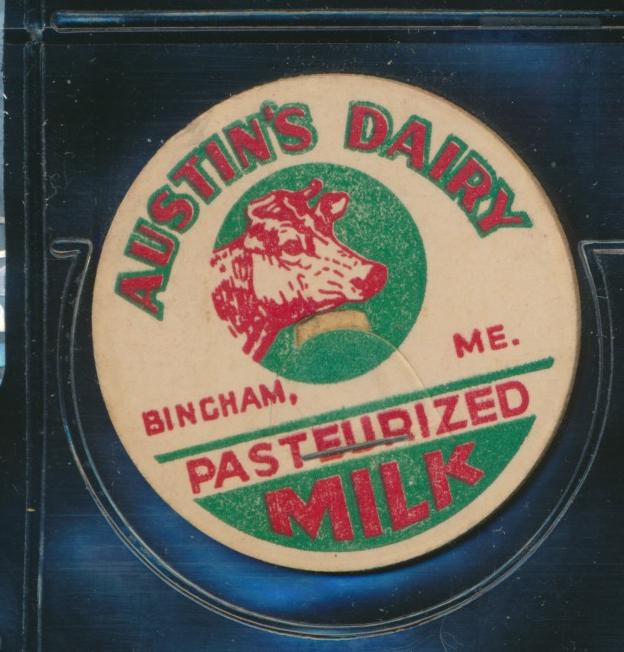 AUSTIN'S DAIRY
BINGHAM, ME.
PASTEURIZED
MILK